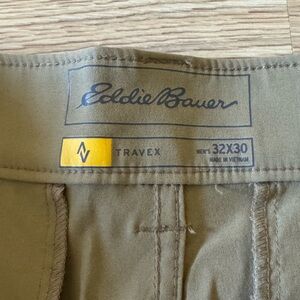 Eddie Bauer
TRAVEX MEN'S 32X30
MADE IN VIETNAM